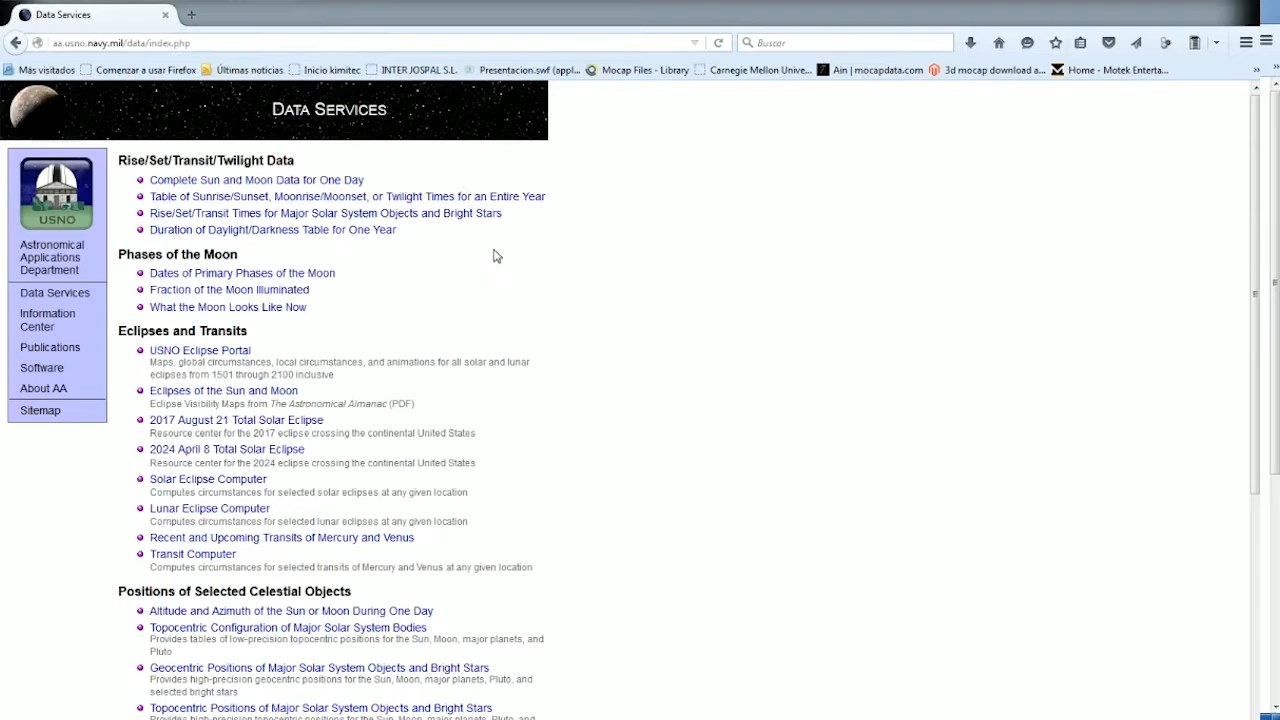 Data Services
aa.usno.navy.mil/data/index.php
Buscar
Más visitados
Comenzar a usar Firefox
Últimas noticias
Inicio kimitec
INTER JOSPAL S.L.
Presentacion.swf (appl...
Mocap Files - Library
Carnegie Mellon Unive...
Ain | mocapdata.com
3d mocap download a...
Home - Motek Enterta...
DATA SERVICES
USNO
Astronomical
Applications
Department
Data Services
Information
Center
Publications
Software
About AA
Sitemap
Rise/Set/Transit/Twilight Data
Complete Sun and Moon Data for One Day
Table of Sunrise/Sunset, Moonrise/Moonset, or Twilight Times for an Entire Year
Rise/Set/Transit Times for Major Solar System Objects and Bright Stars
Duration of Daylight/Darkness Table for One Year
Phases of the Moon
Dates of Primary Phases of the Moon
Fraction of the Moon Illuminated
What the Moon Looks Like Now
Eclipses and Transits
USNO Eclipse Portal
Maps, global circumstances, local circumstances, and animations for all solar and lunar
eclipses from 1501 through 2100 inclusive
Eclipses of the Sun and Moon
Eclipse Visibility Maps from The Astronomical Almanac (PDF)
2017 August 21 Total Solar Eclipse
Resource center for the 2017 eclipse crossing the continental United States
2024 April 8 Total Solar Eclipse
Resource center for the 2024 eclipse crossing the continental United States
Solar Eclipse Computer
Computes circumstances for selected solar eclipses at any given location
Lunar Eclipse Computer
Computes circumstances for selected lunar eclipses at any given location
Recent and Upcoming Transits of Mercury and Venus
Transit Computer
Computes circumstances for selected transits of Mercury and Venus at any given location
Positions of Selected Celestial Objects
Altitude and Azimuth of the Sun or Moon During One Day
Topocentric Configuration of Major Solar System Bodies
Provides tables of low-precision topocentric positions for the Sun, Moon, major planets, and
Pluto
Geocentric Positions of Major Solar System Objects and Bright Stars
Provides high-precision geocentric positions for the Sun, Moon, major planets, Pluto, and
selected bright stars
Topocentric Positions of Major Solar System Objects and Bright Stars
Provides high-precision topocentric positions for the Sun, Moon, major planets, Pluto, and